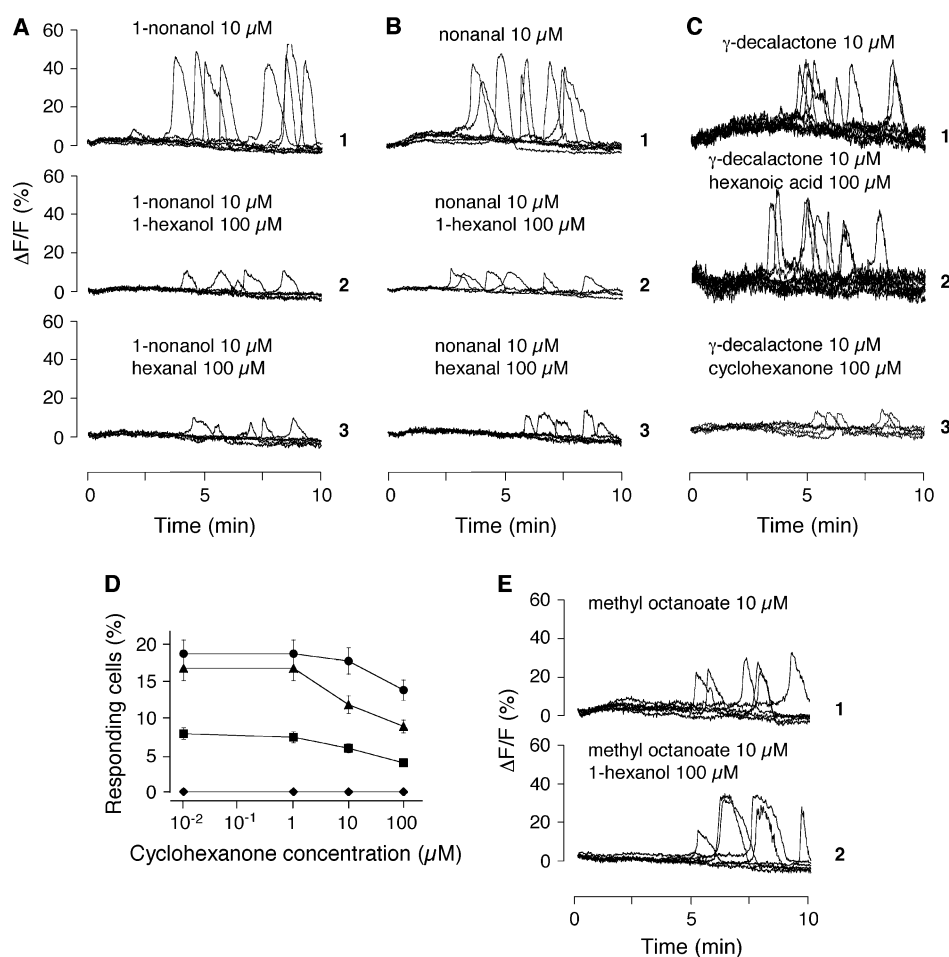 A
1-nonanol 10 µM
60
40
20
0
1
60
1-nonanol 10 µM
1-hexanol 100 µM
40
20
0
2
ΔF/F (%)
60
1-nonanol 10 µM
hexanal 100 µM
40
20
0
3
0 5 10
Time (min)
B
nonanal 10 µM
1
nonanal 10 µM
1-hexanol 100 µM
2
nonanal 10 µM
hexanal 100 µM
3
0 5 10
Time (min)
C
γ-decalactone 10 µM
1
γ-decalactone 10 µM
hexanoic acid 100 µM
2
γ-decalactone 10 µM
cyclohexanone 100 µM
3
0 5 10
Time (min)
D
Responding cells (%)
20
15
10
5
0
10-2 10-1 1 10 100
Cyclohexanone concentration (µM)
E
60
methyl octanoate 10 µM
40
20
0
1
ΔF/F (%)
60
methyl octanoate 10 µM
1-hexanol 100 µM
40
20
0
2
0 5 10
Time (min)